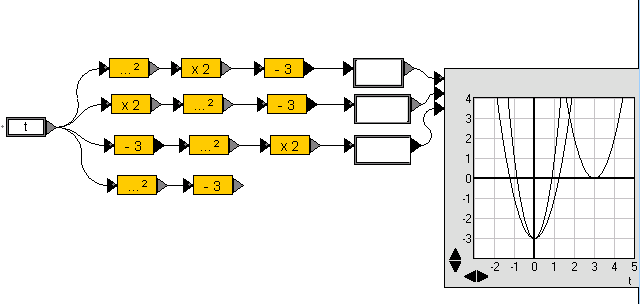 ... ² x 2 - 3
x 2 ... ² - 3
t
- 3 ... ² x 2
... ² - 3
4
3
2
1
0
-1
-2
-3
-2 -1 0 1 2 3 4 5
t